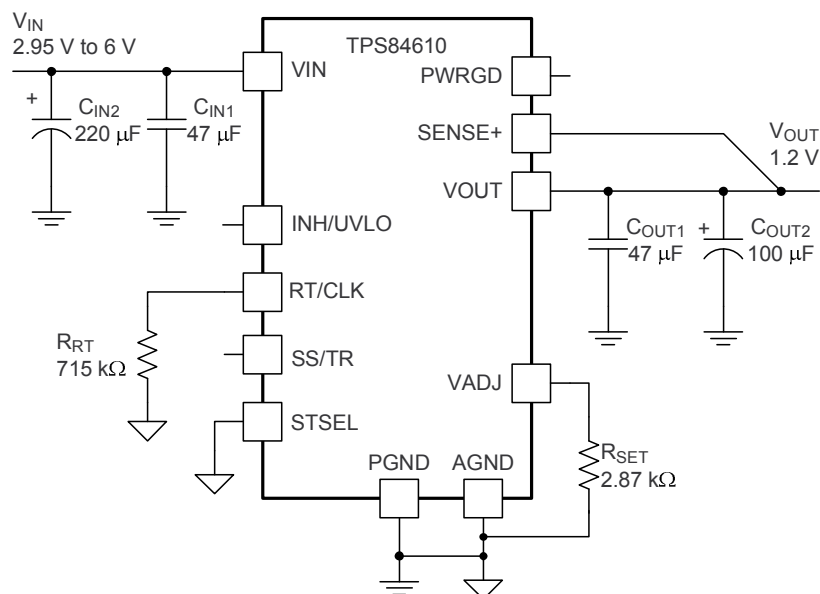 VIN
2.95 V to 6 V
TPS84610
VIN
PWRGD
+
CIN2
220 μF
CIN1
47 μF
SENSE+
VOUT
1.2 V
VOUT
INH/UVLO
COUT1
47 μF
+
COUT2
100 μF
RT/CLK
RRT
715 kΩ
SS/TR
VADJ
STSEL
PGND
AGND
RSET
2.87 kΩ